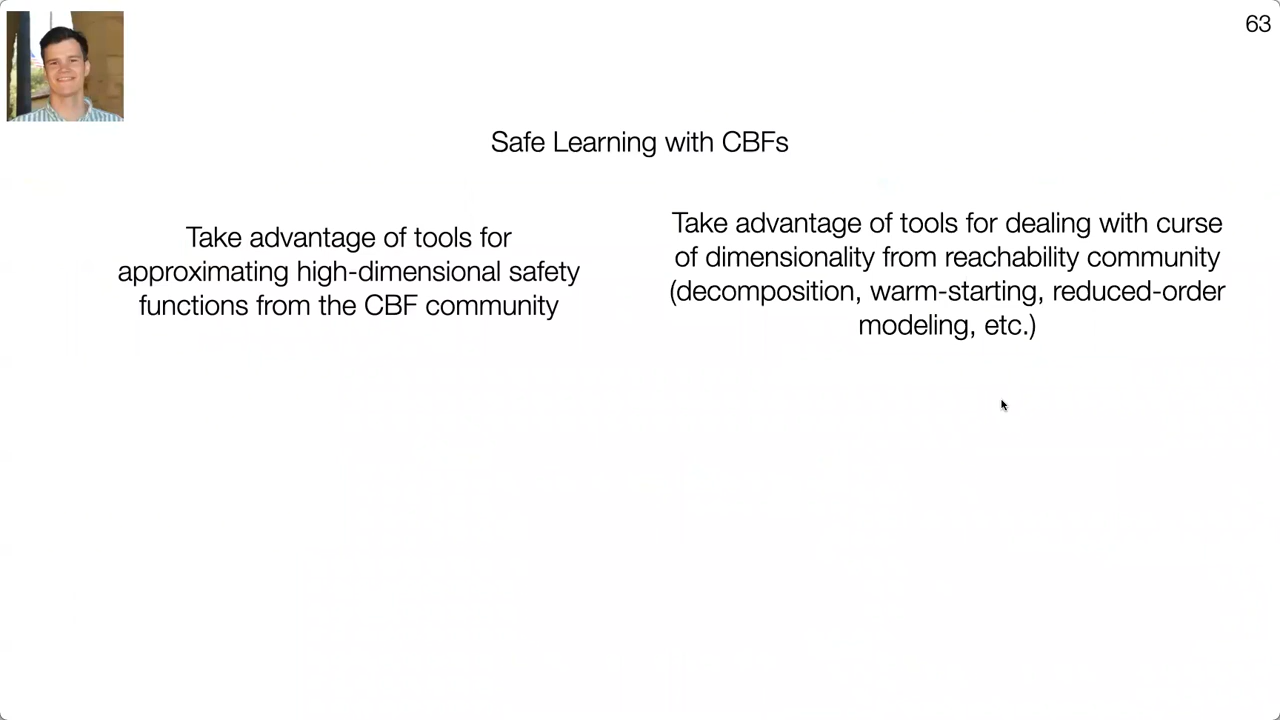 63
Safe Learning with CBFs
Take advantage of tools for
approximating high-dimensional safety
functions from the CBF community
Take advantage of tools for dealing with curse
of dimensionality from reachability community
(decomposition, warm-starting, reduced-order
modeling, etc.)